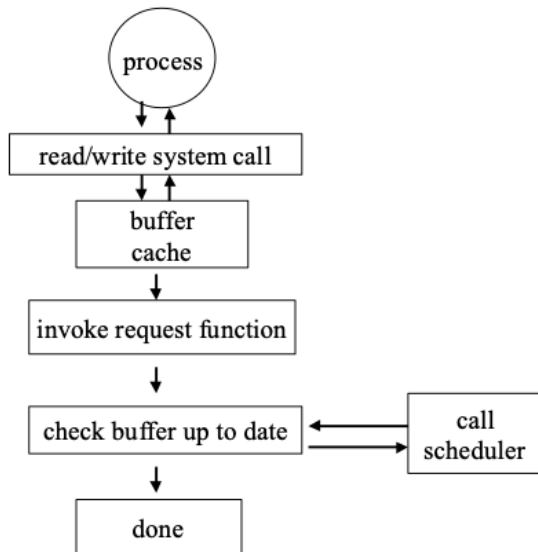 process
read/write system call
buffer
cache
invoke request function
check buffer up to date
call
scheduler
done